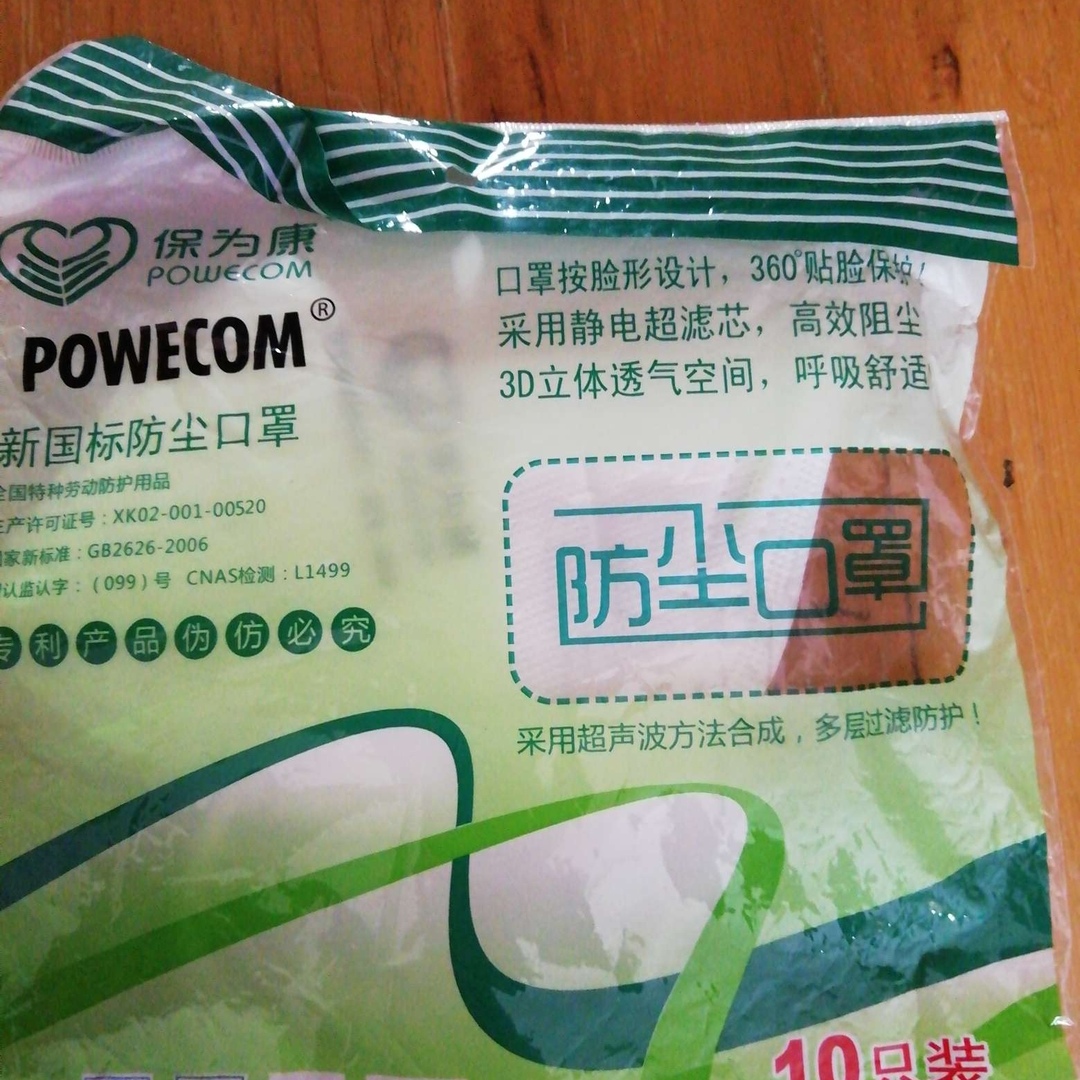 保为康
POWECOM
POWECOM®
新国标防尘口罩
全国特种劳动防护用品
生产许可证号：XK02-001-00520
国家新标准：GB2626-2006
认监认字：（099）号 CNAS检测：L1499
专利产品伪仿必究
口罩按脸形设计，360°贴脸保护！
采用静电超滤芯，高效阻尘
3D立体透气空间，呼吸舒适
防尘口罩
采用超声波方法合成，多层过滤防护！
10只装